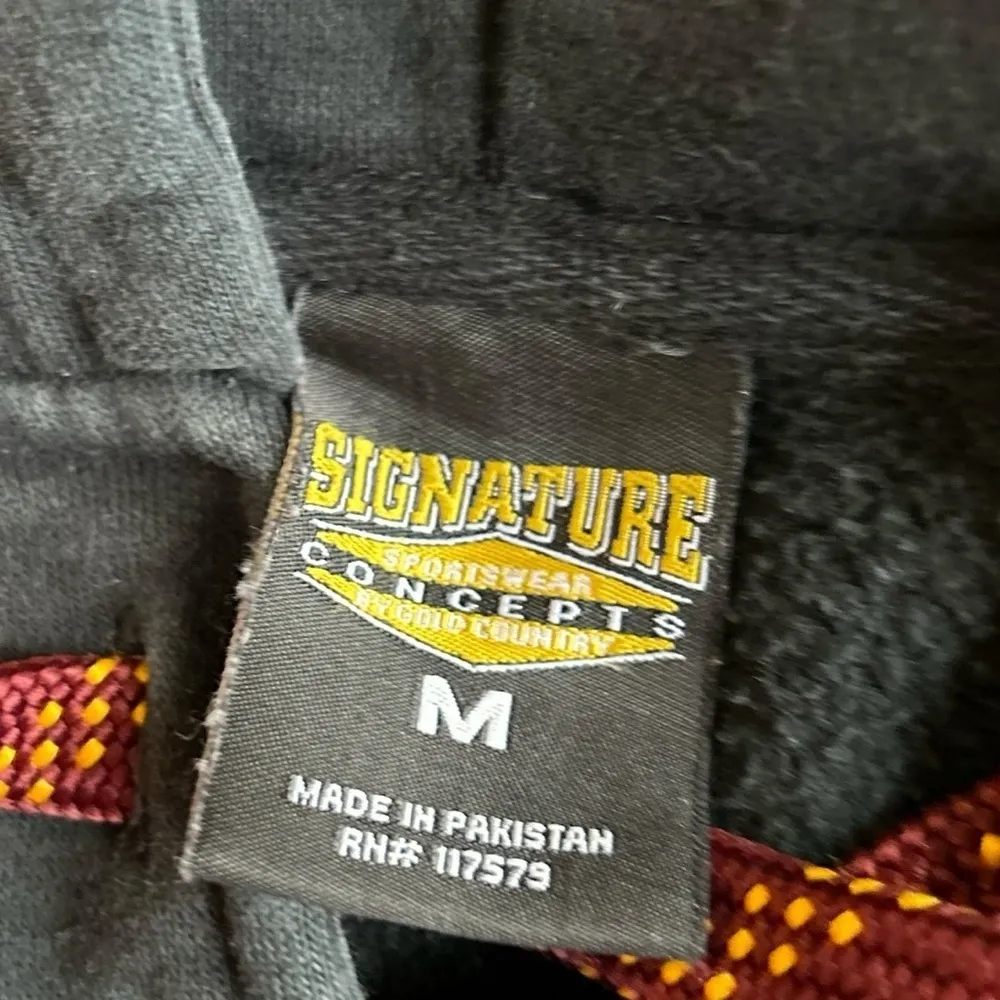 SIGNATURE
SPORTSWEAR
CONCEPTS
BY GOLD COUNTRY
M
MADE IN PAKISTAN
RN# 117579